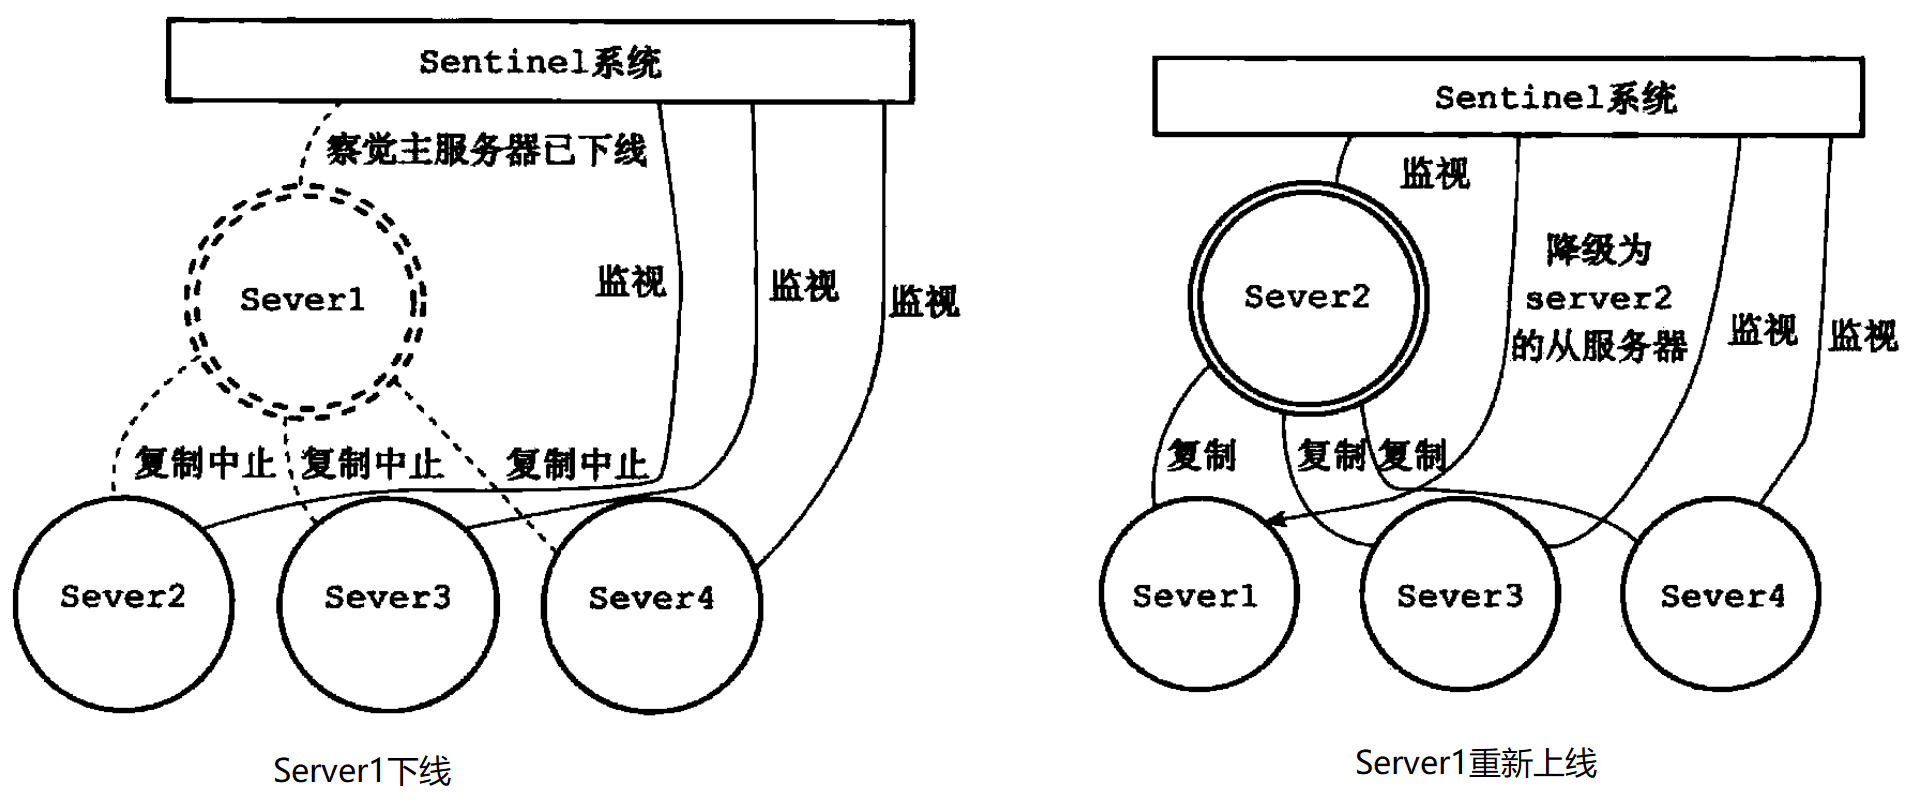 Sentinel系统
察觉主服务器已下线
Sever1
监视
监视
监视
复制中止
复制中止
复制中止
Sever2
Sever3
Sever4
Server1下线
Sentinel系统
监视
Sever2
降级为
server2
的从服务器
监视
监视
复制
复制
复制
Sever1
Sever3
Sever4
Server1重新上线